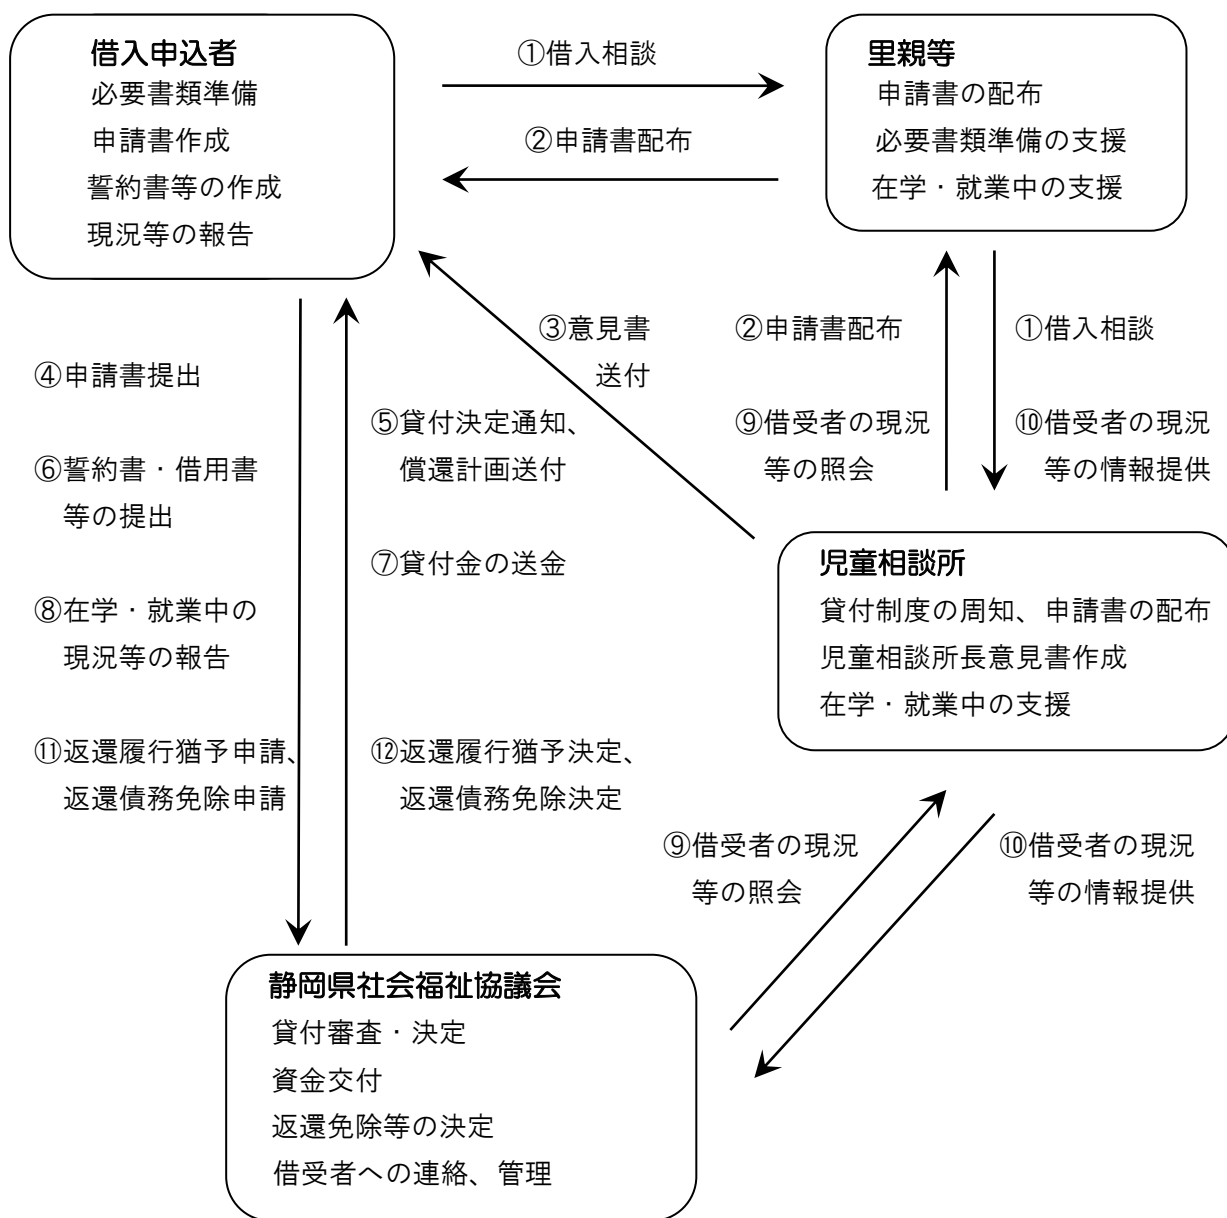 借入申込者
必要書類準備
申請書作成
誓約書等の作成
現況等の報告
①借入相談
②申請書配布
里親等
申請書の配布
必要書類準備の支援
在学・就業中の支援
③意見書
送付
②申請書配布
⑨借受者の現況
等の照会
①借入相談
⑩借受者の現況
等の情報提供
④申請書提出
⑥誓約書・借用書
等の提出
⑧在学・就業中の
現況等の報告
⑪返還履行猶予申請、
返還債務免除申請
⑤貸付決定通知、
償還計画送付
⑦貸付金の送金
⑫返還履行猶予決定、
返還債務免除決定
児童相談所
貸付制度の周知、申請書の配布
児童相談所長意見書作成
在学・就業中の支援
⑨借受者の現況
等の照会
⑩借受者の現況
等の情報提供
静岡県社会福祉協議会
貸付審査・決定
資金交付
返還免除等の決定
借受者への連絡、管理